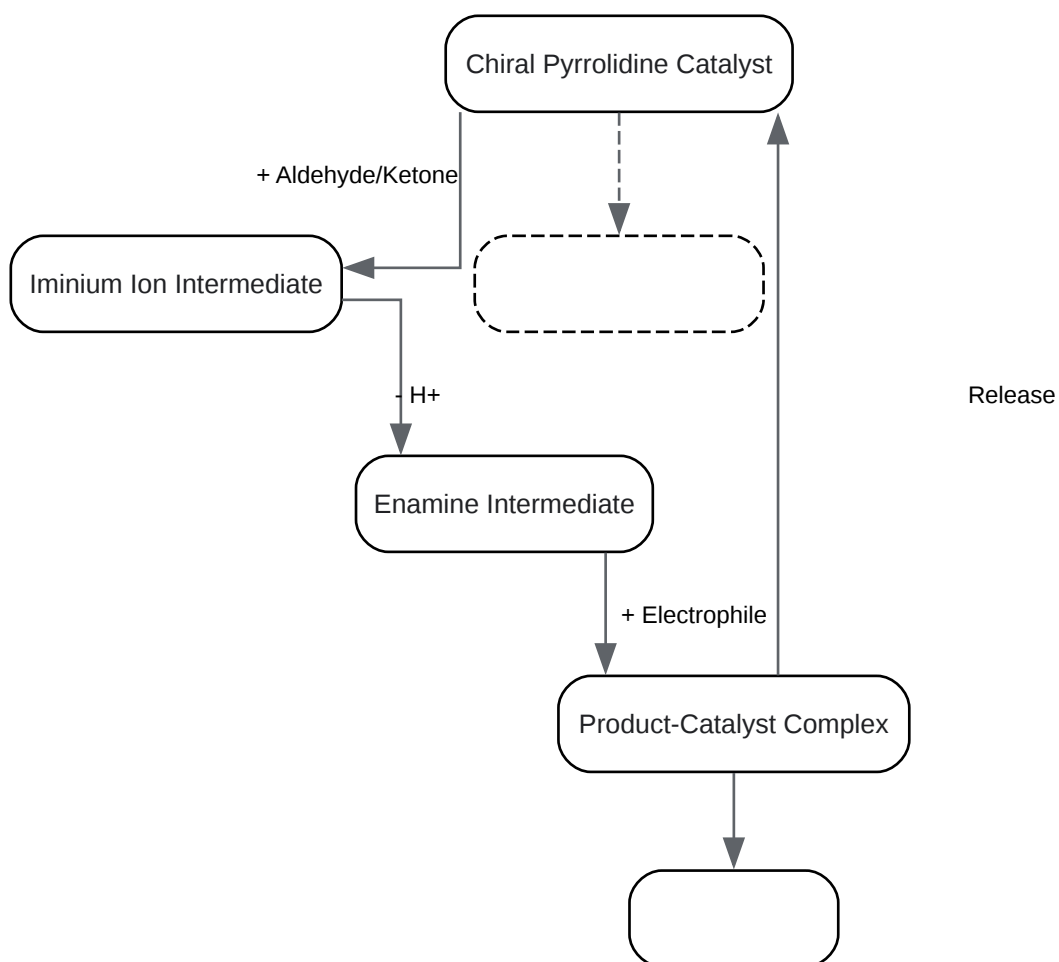 Chiral Pyrrolidine Catalyst
+ Aldehyde/Ketone
Iminium Ion Intermediate
- H+
Release
Enamine Intermediate
+ Electrophile
Product-Catalyst Complex